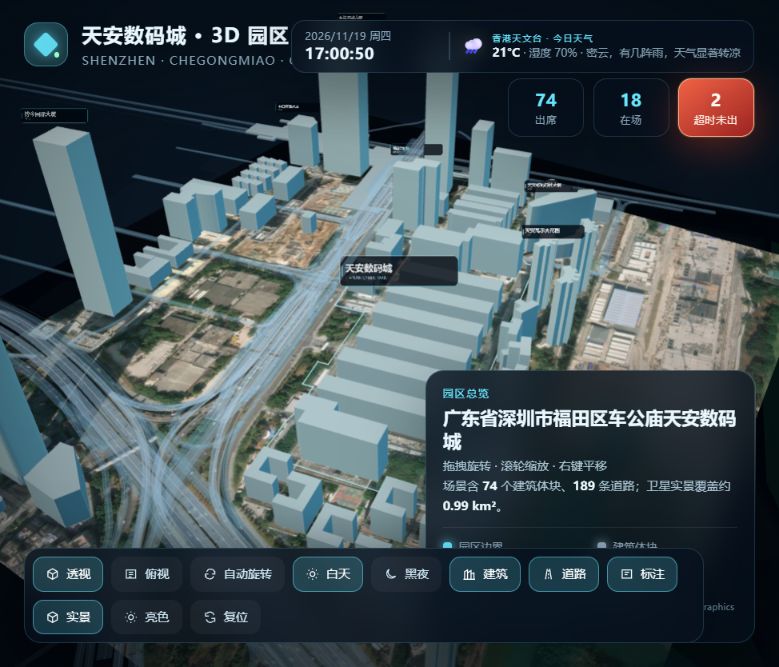 天安数码城 • 3D 园区
SHENZHEN · CHEGONGMIAO ·
2026/11/19 周四
17:00:50
香港天文台 · 今日天气
21°C · 湿度 70% · 密云，有几阵雨，天气显著转凉
74
出席
18
在场
2
超时未出
天安数码城
园区总览
广东省深圳市福田区车公庙天安数码
城
拖拽旋转 · 滚轮缩放 · 右键平移
场景含 74 个建筑体块、189 条道路；卫星实景覆盖约
0.99 km²。
园区边界
建筑体块
raphics
透视
俯视
自动旋转
白天
黑夜
建筑
道路
标注
实景
亮色
复位